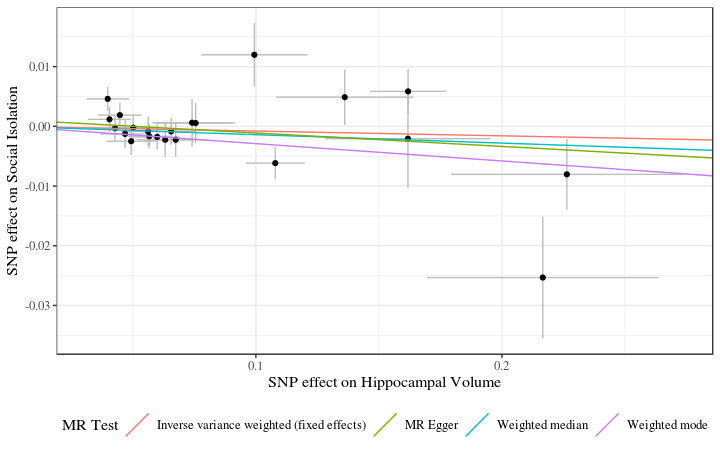 0.01
0.00
-0.01
-0.02
-0.03
SNP effect on Social Isolation
0.1 0.2
SNP effect on Hippocampal Volume
MR Test Inverse variance weighted (fixed effects) MR Egger Weighted median Weighted mode